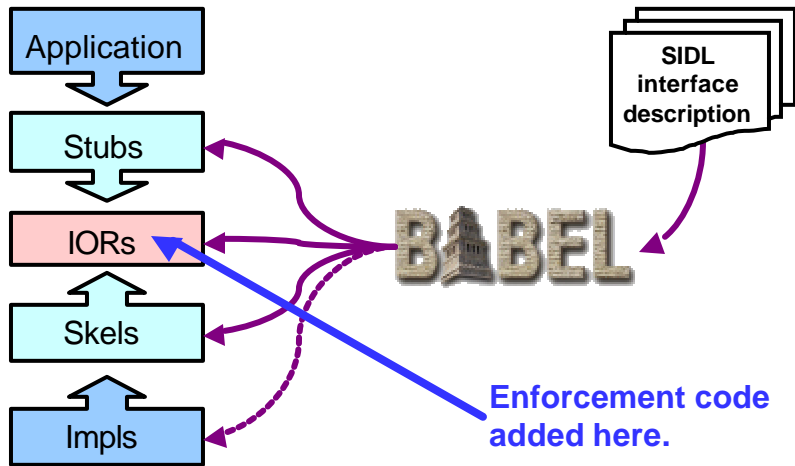 Application
Stubs
IORs
Skels
Impls
BABEL
SIDL
interface
description
Enforcement code
added here.